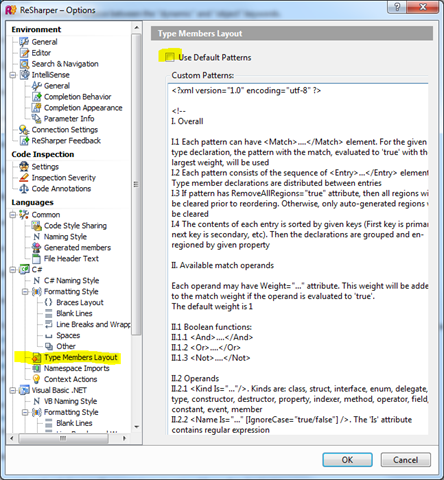 ReSharper – Options
Environment
General
Editor
Search & Navigation
IntelliSense
General
Completion Behavior
Completion Appearance
Parameter Info
Connection Settings
ReSharper Feedback
Code Inspection
Settings
Inspection Severity
Code Annotations
Languages
Common
Code Style Sharing
N Naming Style
Generated members
File Header Text
C#
N C# Naming Style
Formatting Style
Braces Layout
Blank Lines
Line Breaks and Wrapp
Spaces
Other
Type Members Layout
Namespace Imports
Context Actions
Visual Basic .NET
N VB Naming Style
Formatting Style
Blank Lines
Type Members Layout
Use Default Patterns
Custom Patterns:
<?xml version="1.0" encoding="utf-8" ?>
<!--
I. Overall
I.1 Each pattern can have <Match>....</Match> element. For the given
type declaration, the pattern with the match, evaluated to 'true' with the
largest weight, will be used
I.2 Each pattern consists of the sequence of <Entry>...</Entry> element
Type member declarations are distributed between entries
I.3 If pattern has RemoveAllRegions="true" attribute, then all regions wi
be cleared prior to reordering. Otherwise, only auto-generated regions
be cleared
I.4 The contents of each entry is sorted by given keys (First key is primar
next key is secondary, etc). Then the declarations are grouped and en-
regioned by given property
II. Available match operands
Each operand may have Weight="..." attribute. This weight will be adde
to the match weight if the operand is evaluated to 'true'.
The default weight is 1
II.1 Boolean functions:
II.1.1 <And>....</And>
II.1.2 <Or>....</Or>
II.1.3 <Not>....</Not>
II.2 Operands
II.2.1 <Kind Is="..."/>. Kinds are: class, struct, interface, enum, delegate,
type, constructor, destructor, property, indexer, method, operator, field,
constant, event, member
II.2.2 <Name Is="..." [IgnoreCase="true/false"] />. The 'Is' attribute
contains regular expression
OK
Cancel